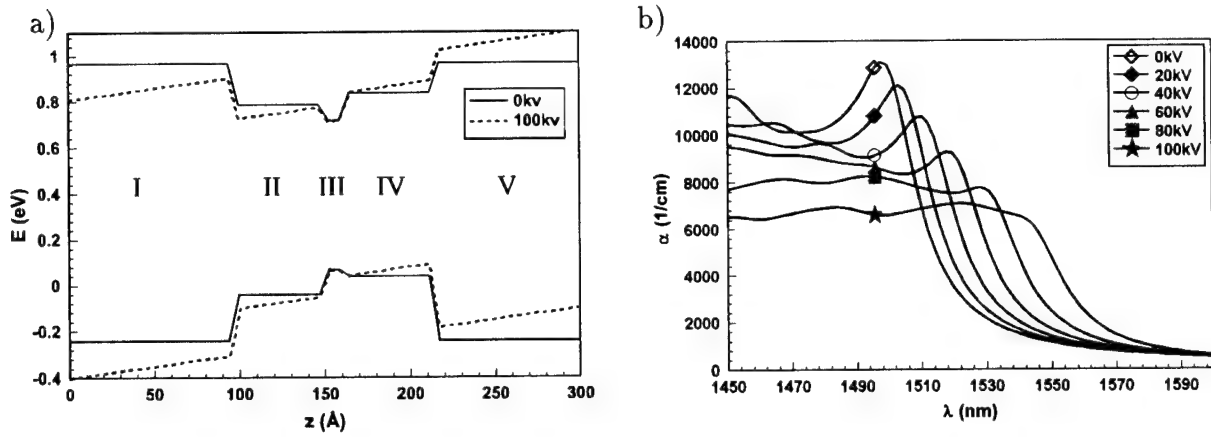 a)
E (eV)
1
0.8
0.6
0.4
0.2
0
-0.2
-0.4
0kv
100kv
I II III IV V
0 50 100 150 200 250 300
z (Å)
b)
α (1/cm)
14000
12000
10000
8000
6000
4000
2000
0
0kV
20kV
40kV
60kV
80kV
100kV
1450 1470 1490 1510 1530 1550 1570 1590
λ (nm)